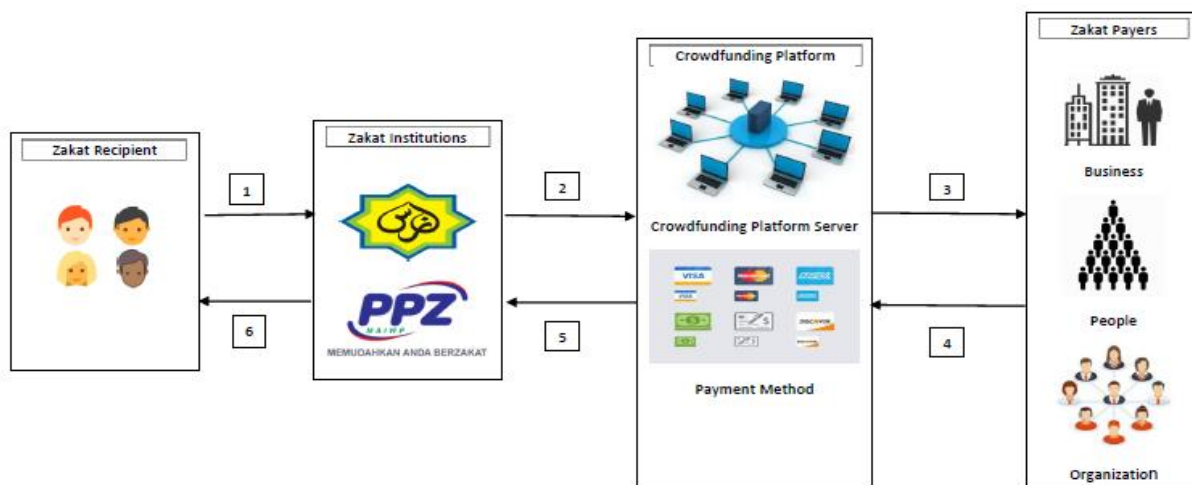 Zakat Recipient
1
6
Zakat Institutions
PPZ
MAIWP
MEMUDAHKAN ANDA BERZAKAT
2
5
Crowdfunding Platform
Crowdfunding Platform Server
VISA
VISA
Payment Method
3
4
Zakat Payers
Business
People
Organization